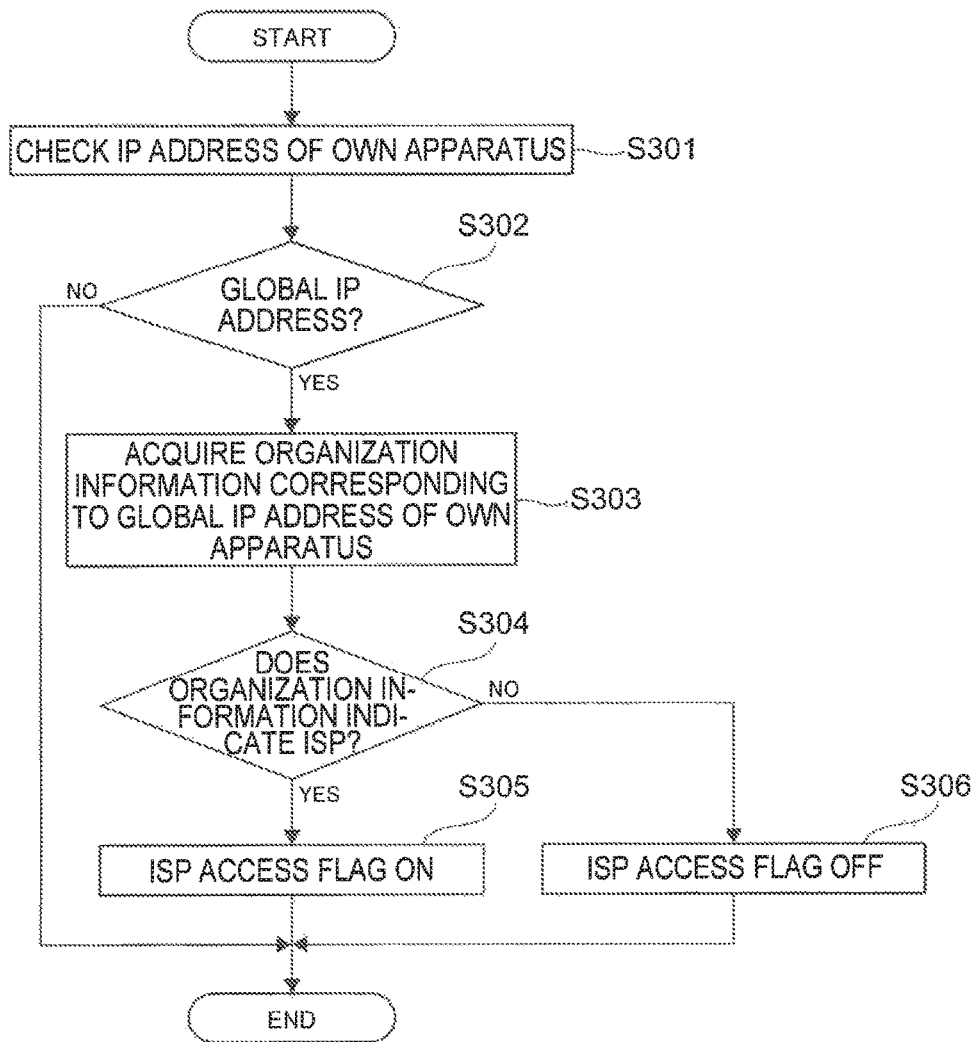 START
CHECK IP ADDRESS OF OWN APPARATUS
S301
S302
GLOBAL IP
ADDRESS?
NO
YES
ACQUIRE ORGANIZATION
INFORMATION CORRESPONDING
TO GLOBAL IP ADDRESS OF OWN
APPARATUS
S303
S304
DOES
ORGANIZATION IN-
FORMATION INDI-
CATE ISP?
NO
YES
S305
S306
ISP ACCESS FLAG ON
ISP ACCESS FLAG OFF
END